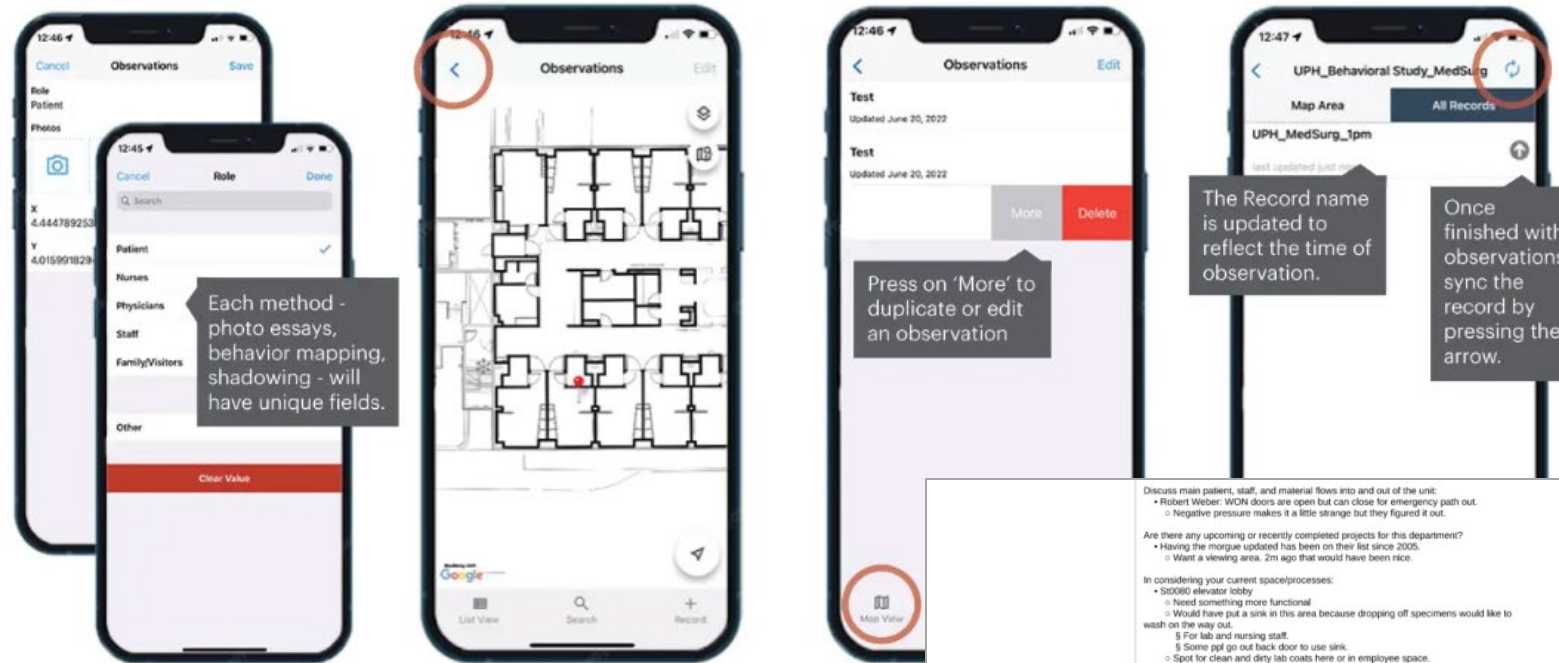 12:46
Cancel
Observations
Save
Role
Patient
Photos
X
4.444789253
Y
4.015991829
12:45
Cancel
Role
Done
Search
Patient
Nurses
Physicians
Staff
Family/Visitors
Other
Clear Value
Each method -
photo essays,
behavior mapping,
shadowing - will
have unique fields.
12:46
Observations
Edit
Google
List View
Search
Record
12:46
Observations
Edit
Test
Updated June 20, 2022
Test
Updated June 20, 2022
More
Delete
Press on 'More' to
duplicate or edit
an observation
Map View
12:47
UPH_Behavioral Study_MedSurg
Map Area
All Records
UPH_MedSurg_1pm
last updated just
The Record name
is updated to
reflect the time of
observation.
Once
finished with
observations
sync the
record by
pressing the
arrow.
Discuss main patient, staff, and material flows into and out of the unit:
• Robert Weber: WON doors are open but can close for emergency path out.
○ Negative pressure makes it a little strange but they figured it out.
Are there any upcoming or recently completed projects for this department?
• Having the morgue updated has been on their list since 2005.
○ Want a viewing area. 2m ago that would have been nice.
In considering your current space/processes:
• St0080 elevator lobby
○ Need something more functional
○ Would have put a sink in this area because dropping off specimens would like to
wash on the way out.
§ For lab and nursing staff.
§ Some ppl go out back door to use sink.
○ Spot for clean and dirty lab coats here or in employee space.